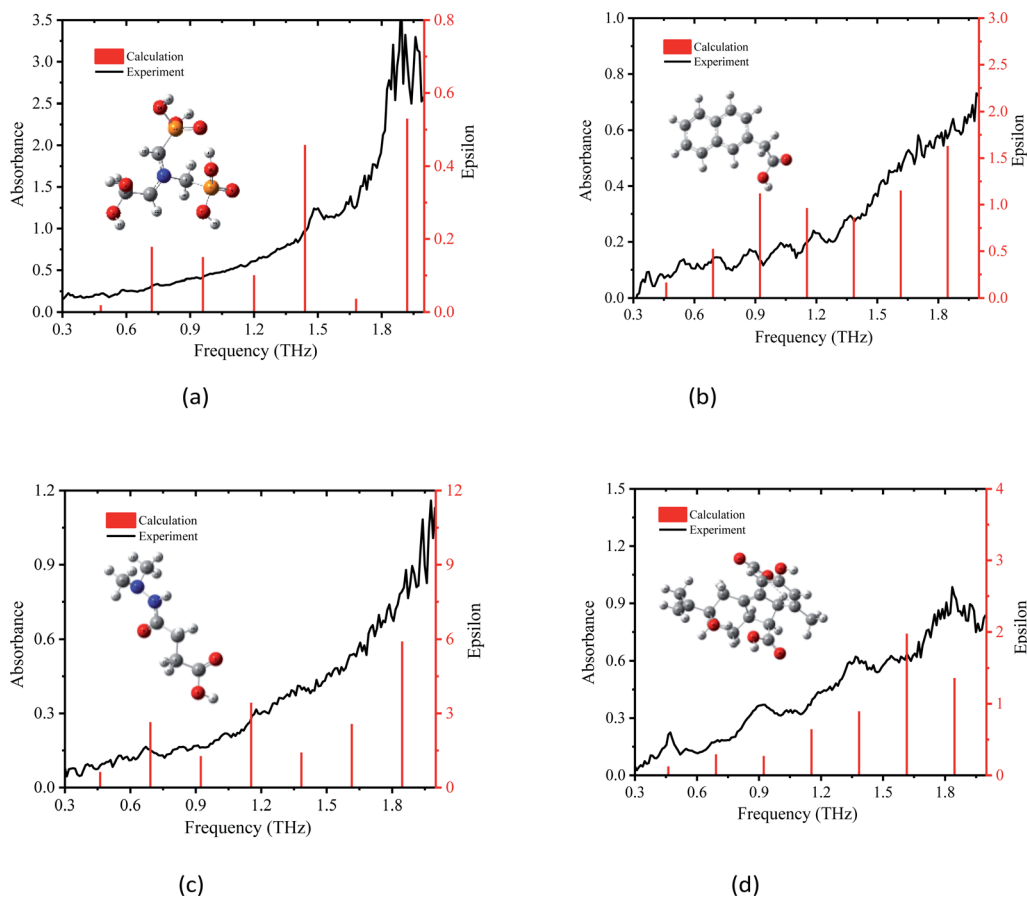 3.5
3.0
2.5
2.0
1.5
1.0
0.5
0.0
Absorbance
Calculation
Experiment
0.3 0.6 0.9 1.2 1.5 1.8
Frequency (THz)
0.8
0.6
0.4
0.2
0.0
Epsilon
(a)
1.0
0.8
0.6
0.4
0.2
0.0
Absorbance
Calculation
Experiment
0.3 0.6 0.9 1.2 1.5 1.8
Frequency (THz)
3.0
2.5
2.0
1.5
1.0
0.5
0.0
Epsilon
(b)
1.2
0.9
0.6
0.3
0.0
Absorbance
Calculation
Experiment
0.3 0.6 0.9 1.2 1.5 1.8
Frequency (THz)
12
9
6
3
0
Epsilon
(c)
1.5
1.2
0.9
0.6
0.3
0.0
Absorbance
Calculation
Experiment
0.3 0.6 0.9 1.2 1.5 1.8
Frequency (THz)
4
3
2
1
0
Epsilon
(d)